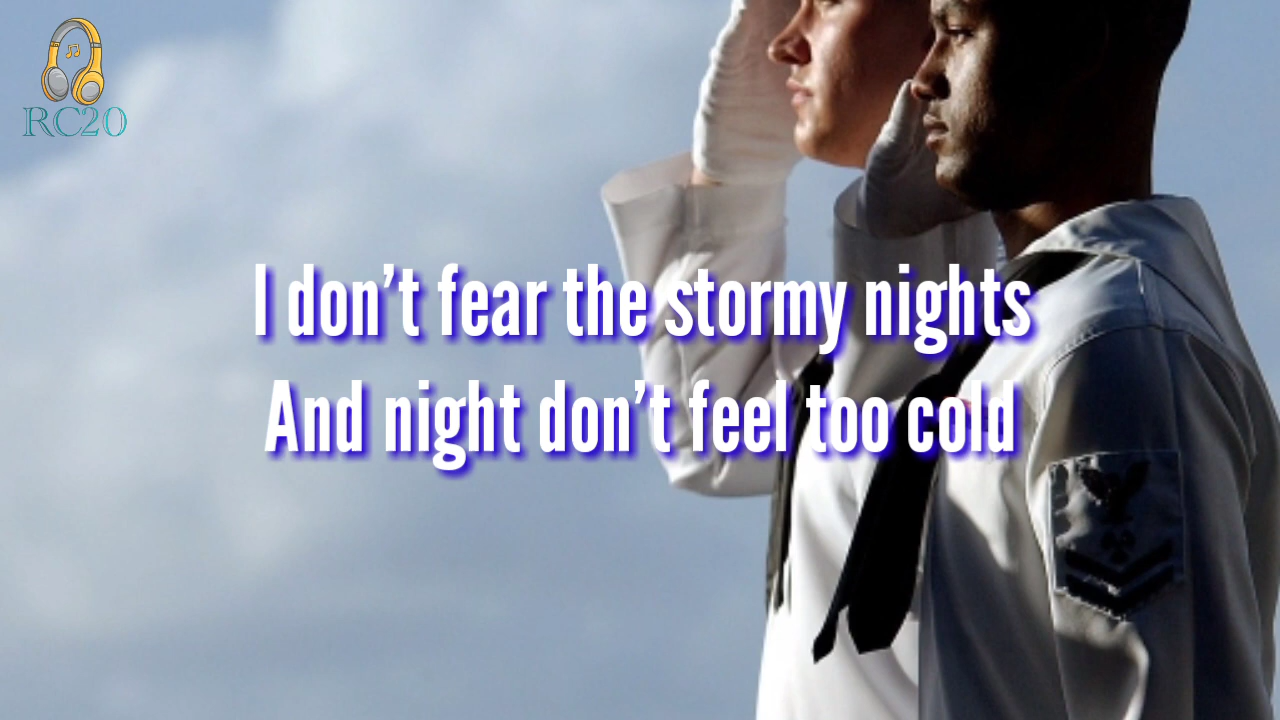 RC20
I don’t fear the stormy nights
And night don’t feel too cold